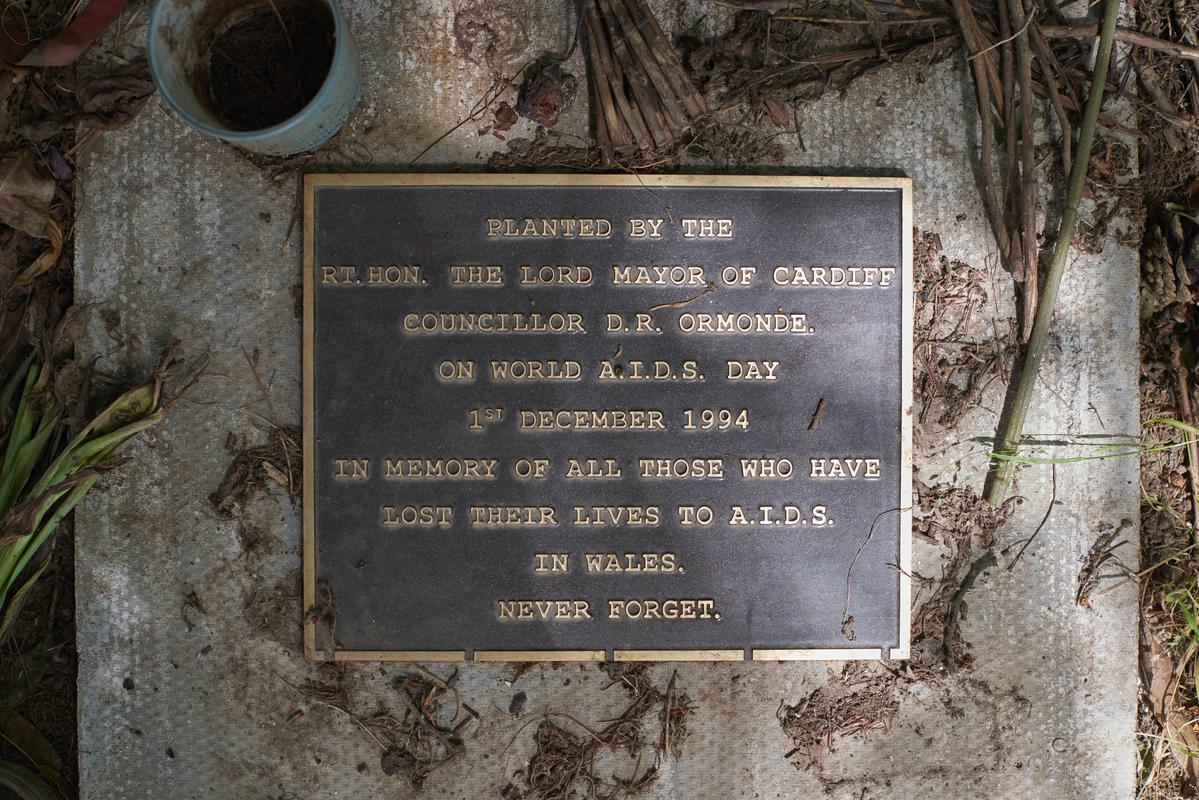 PLANTED BY THE
RT. HON. THE LORD MAYOR OF CARDIFF
COUNCILLOR D.R. ORMONDE.
ON WORLD A.I.D.S. DAY
1ST DECEMBER 1994
IN MEMORY OF ALL THOSE WHO HAVE
LOST THEIR LIVES TO A.I.D.S.
IN WALES.
NEVER FORGET.